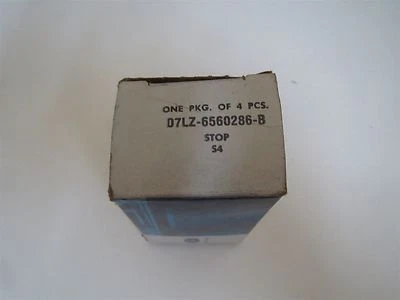 ONE PKG. OF 4 PCS.
D7LZ-6560286-B
STOP
S4